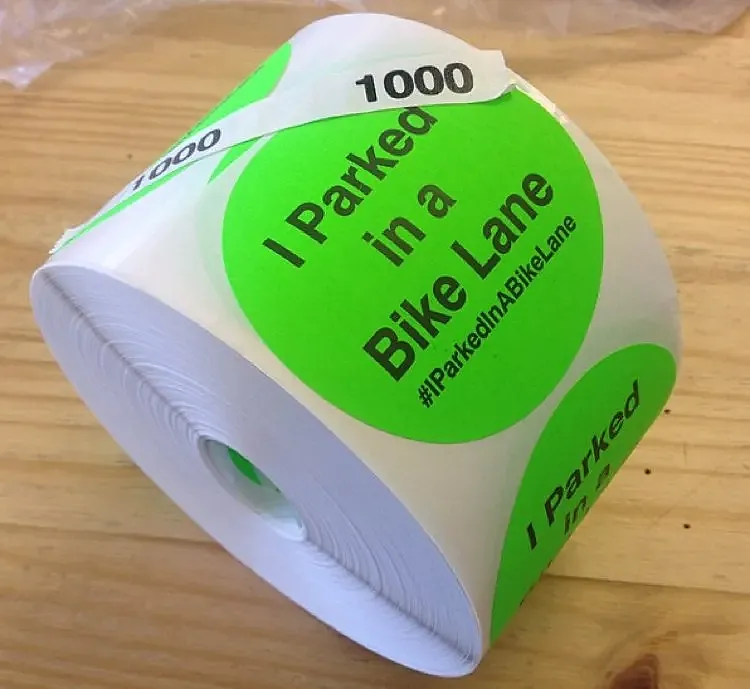 1000
1000
I Parked
in a
Bike Lane
#IParkedInABikeLane
I Parked
in a